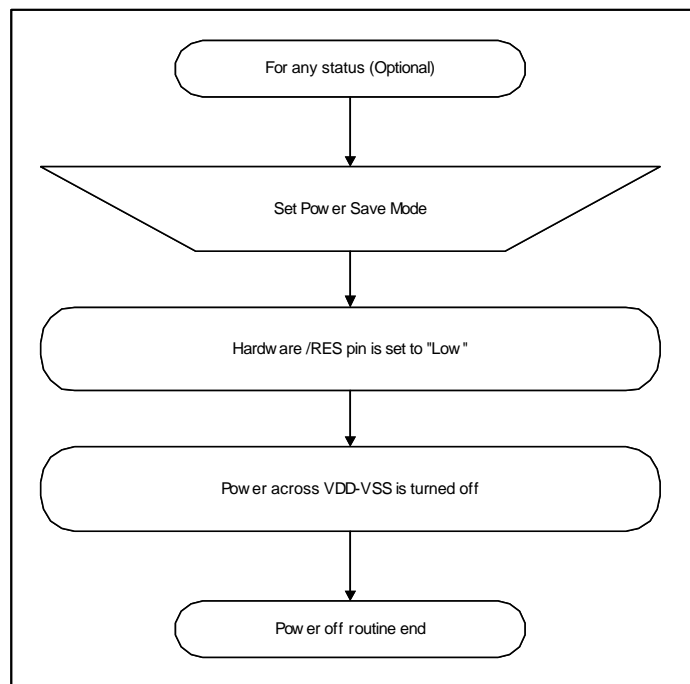 For any status (Optional)
Set Power Save Mode
Hardware /RES pin is set to "Low"
Power across VDD-VSS is turned off
Power off routine end